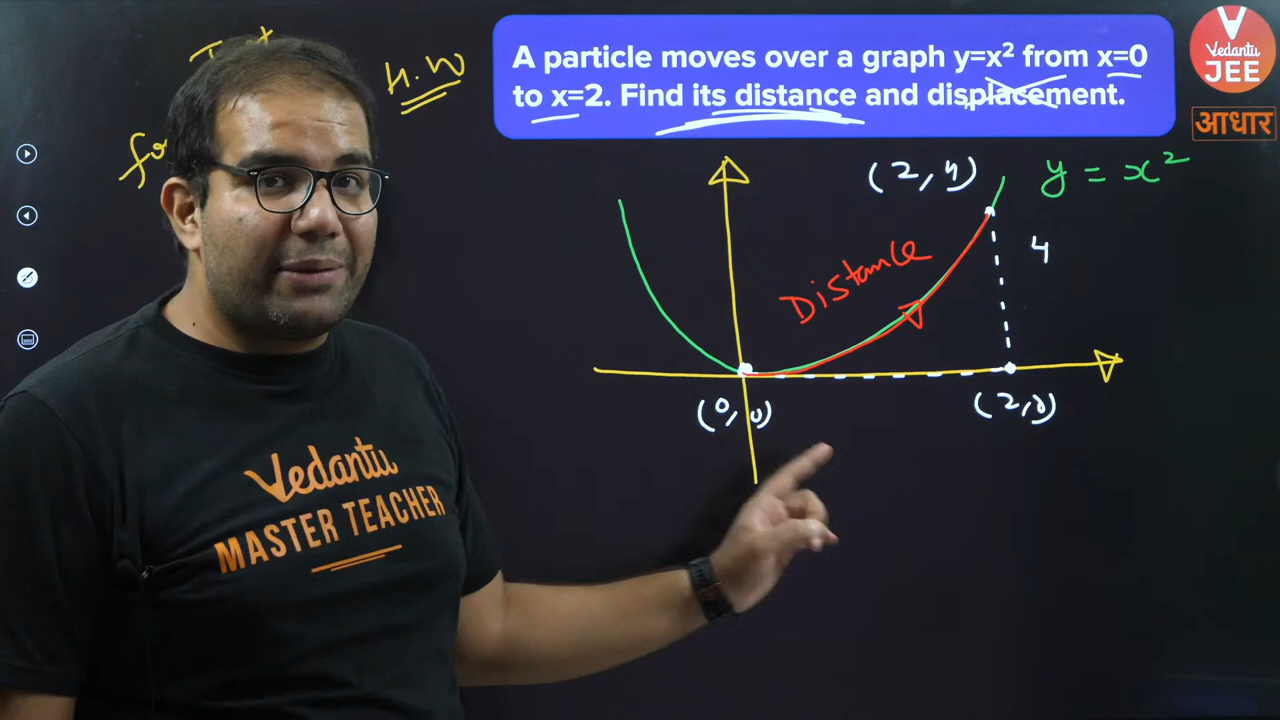 H.W
A particle moves over a graph y=x² from x=0
to x=2. Find its distance and displacement.
Vedantu
JEE
आधार
(2,4)
y = x²
4
Distance
(0,0)
(2,0)
Vedantu
MASTER TEACHER